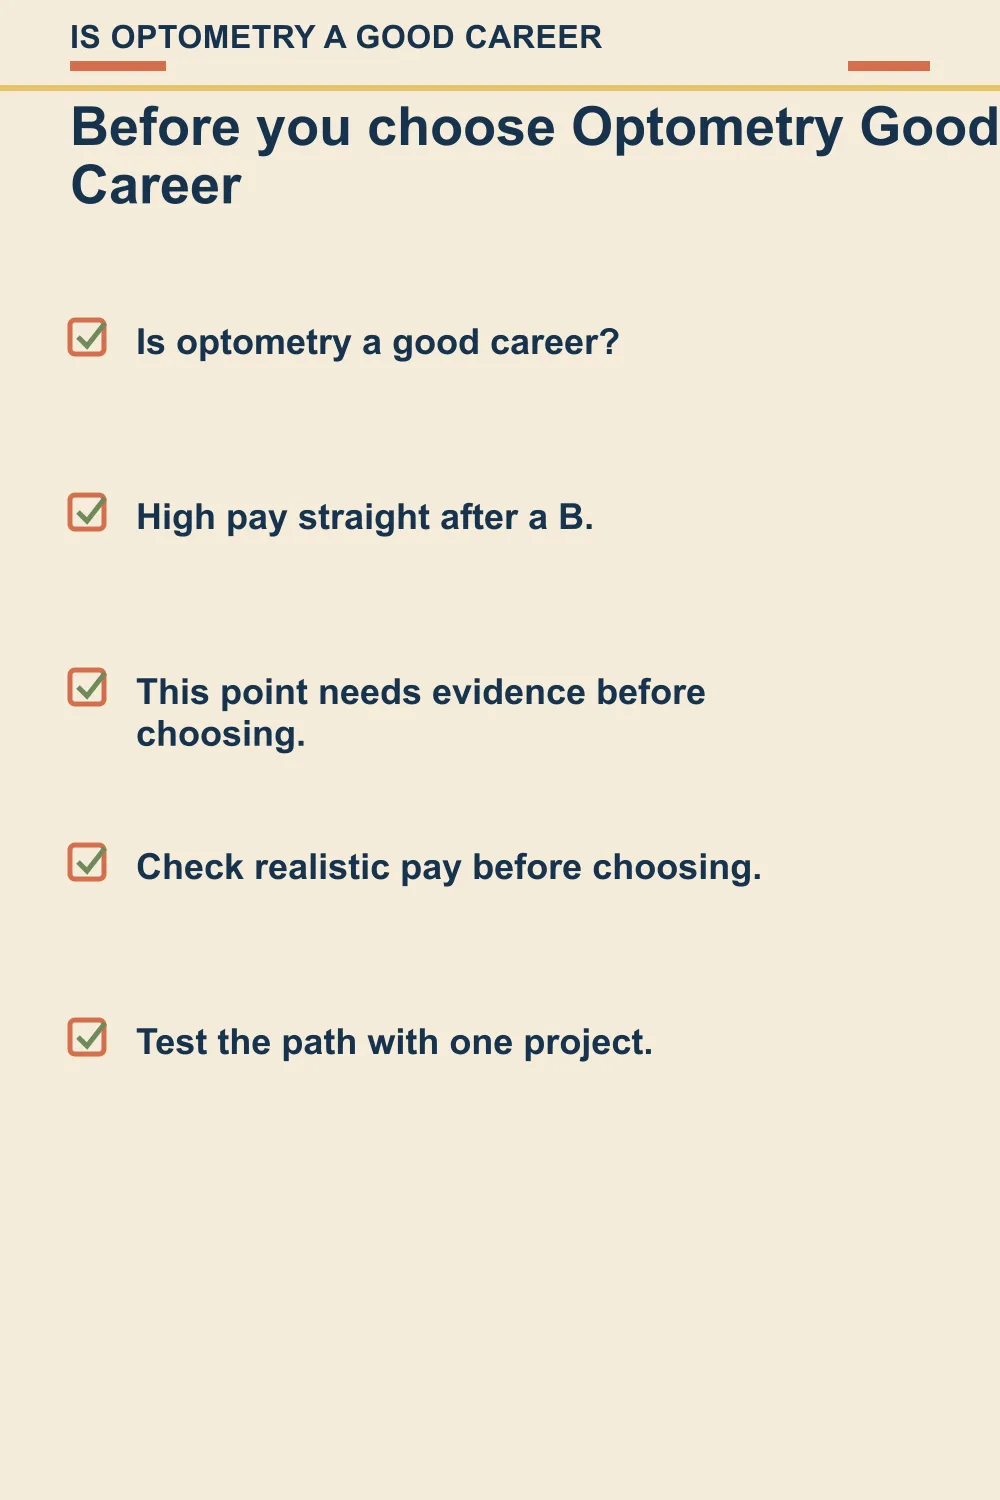 IS OPTOMETRY A GOOD CAREER
Before you choose Optometry Good
Career
Is optometry a good career?
High pay straight after a B.
This point needs evidence before
choosing.
Check realistic pay before choosing.
Test the path with one project.